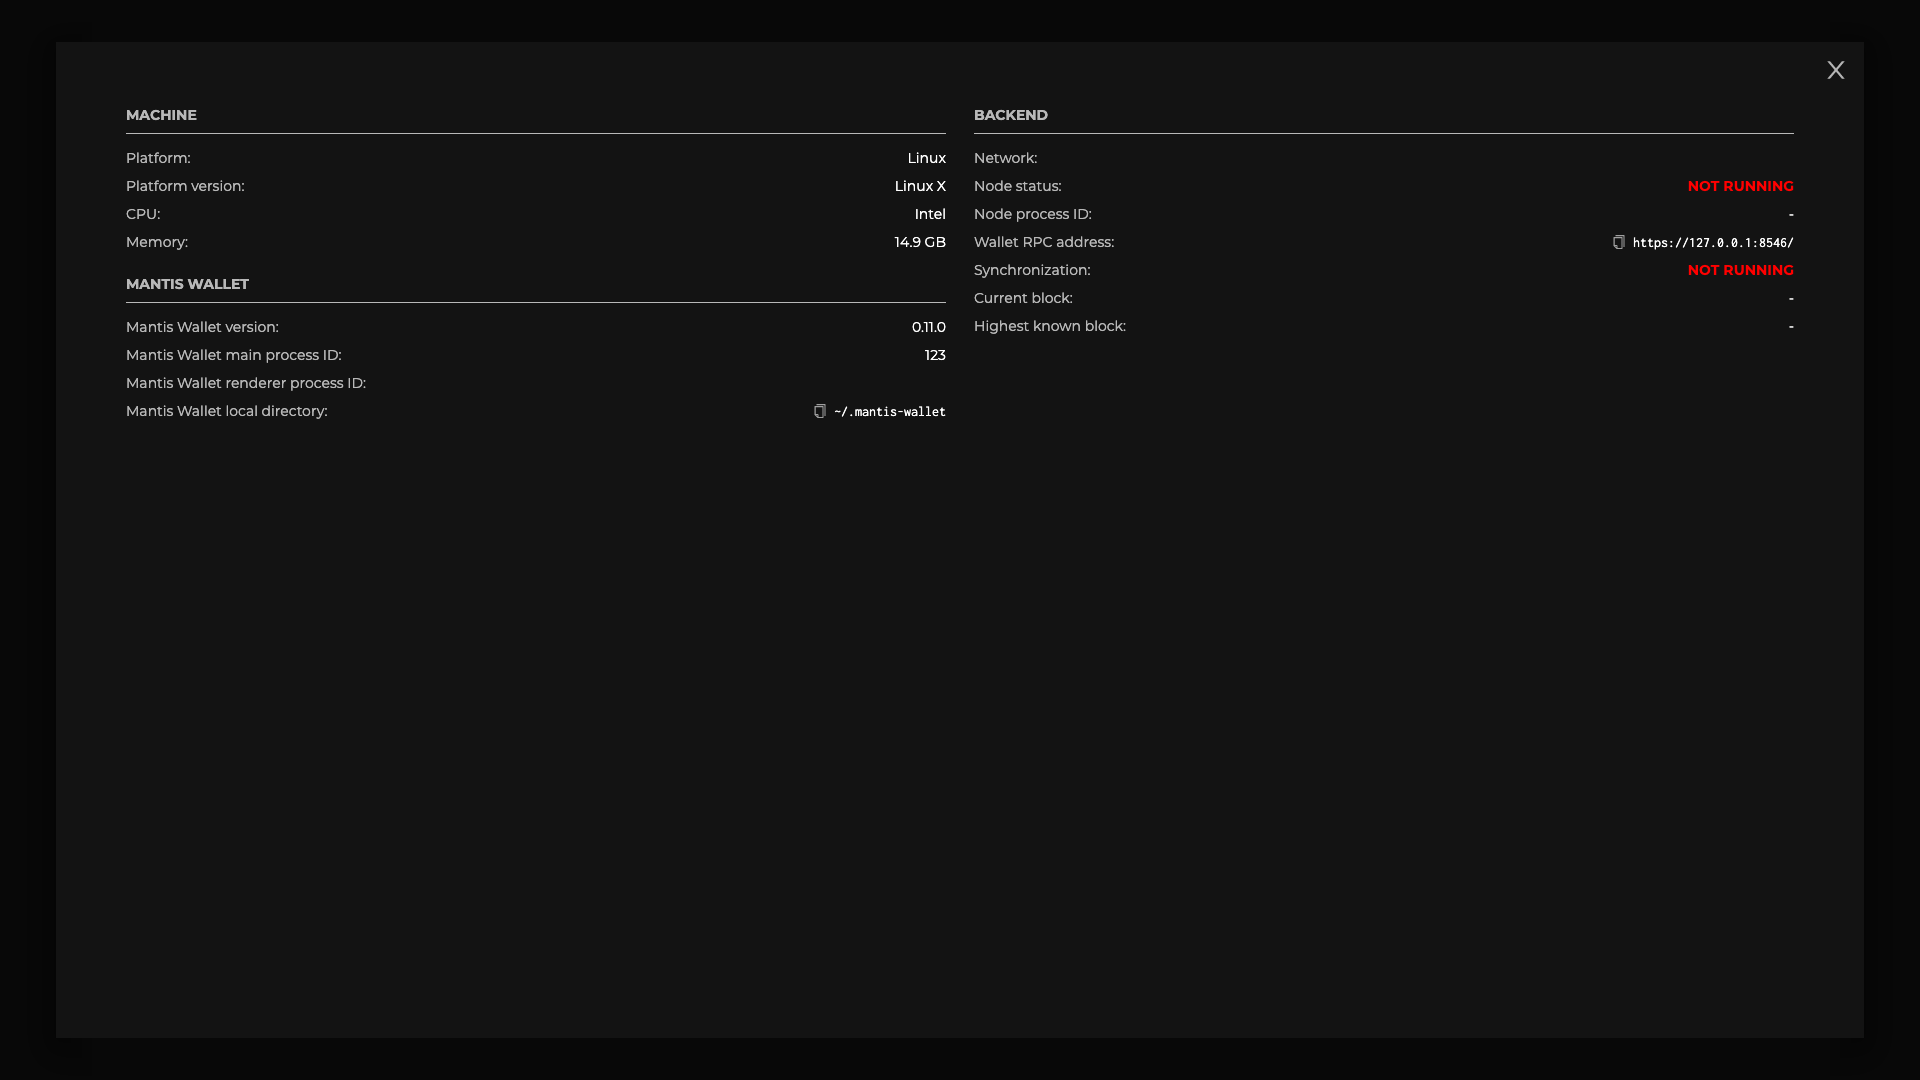 X
MACHINE
Platform: Linux
Platform version: Linux X
CPU: Intel
Memory: 14.9 GB
MANTIS WALLET
Mantis Wallet version: 0.11.0
Mantis Wallet main process ID: 123
Mantis Wallet renderer process ID:
Mantis Wallet local directory: ~/.mantis-wallet
BACKEND
Network:
Node status: NOT RUNNING
Node process ID: -
Wallet RPC address: https://127.0.0.1:8546/
Synchronization: NOT RUNNING
Current block: -
Highest known block: -